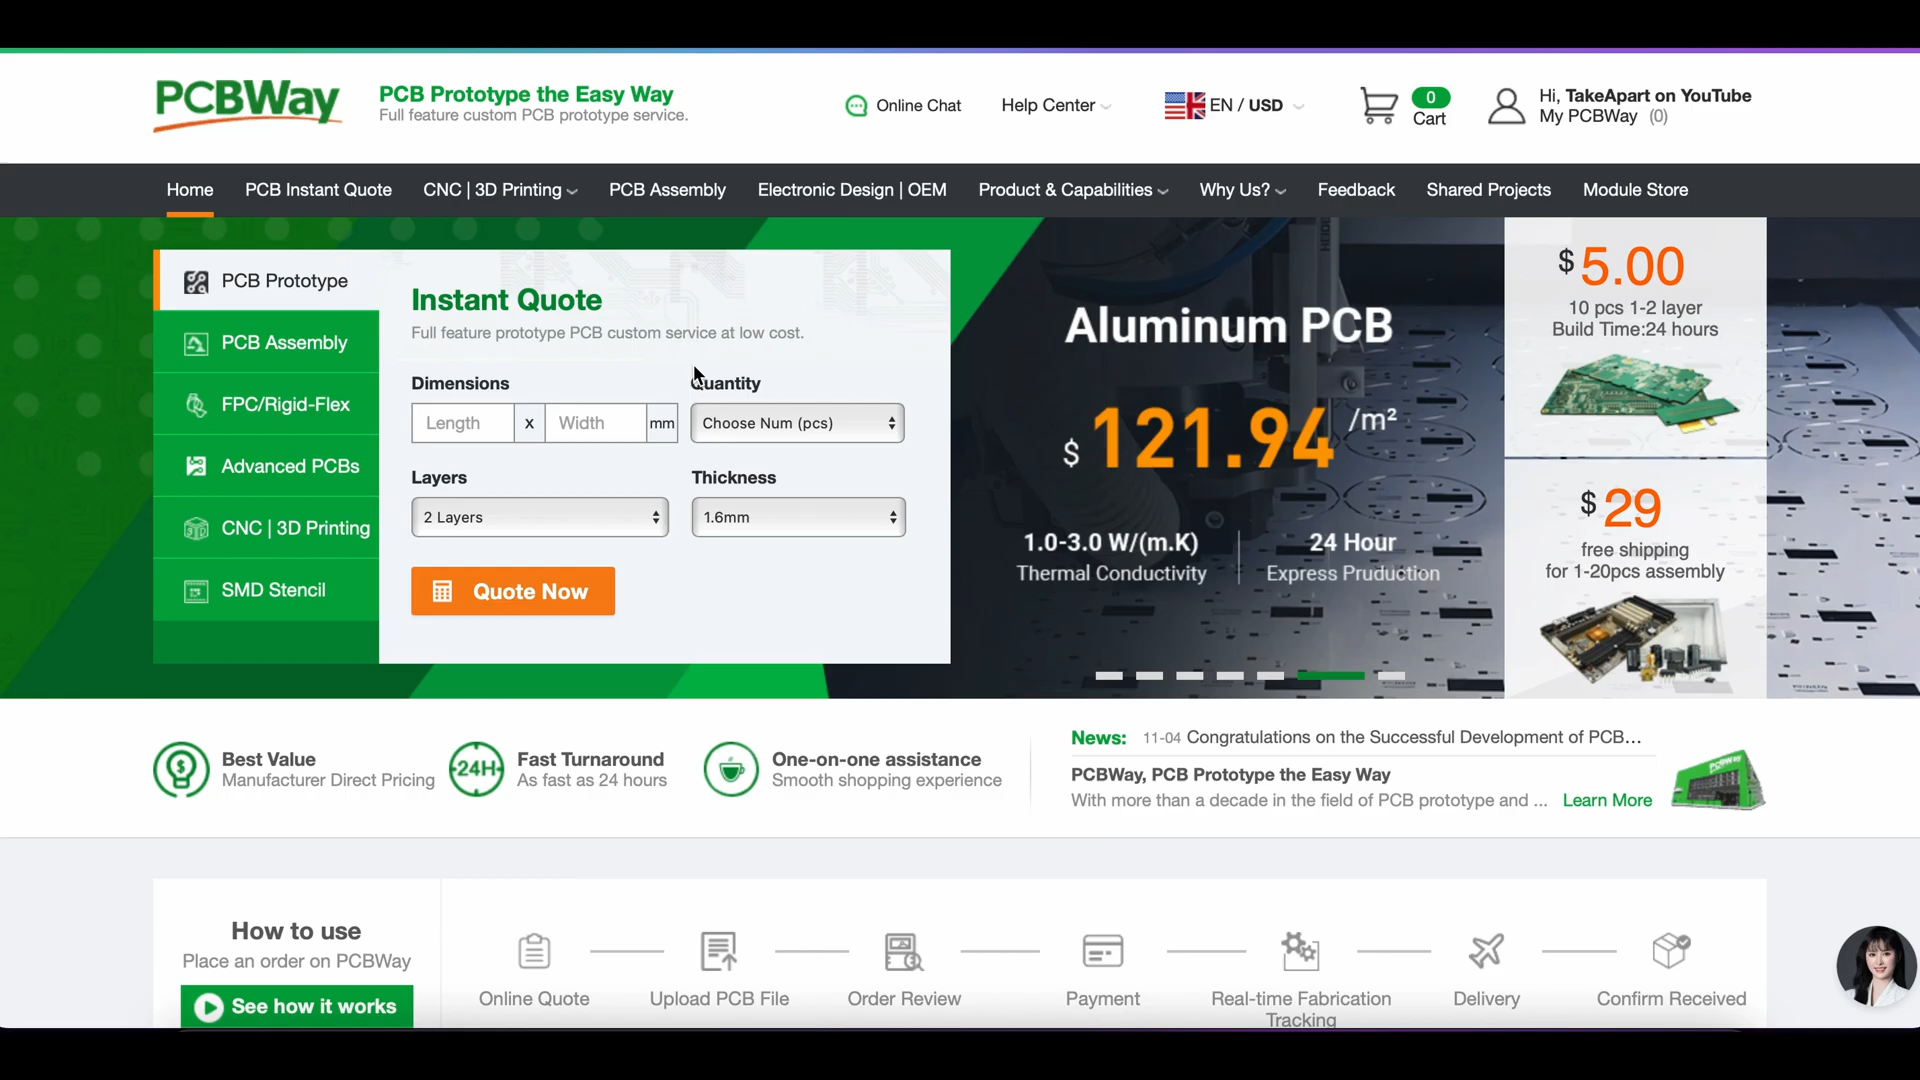 PCBWay
PCB Prototype the Easy Way
Full feature custom PCB prototype service.
Online Chat
Help Center
EN / USD
0
Cart
Hi, TakeApart on YouTube
My PCBWay (0)
Home
PCB Instant Quote
CNC | 3D Printing
PCB Assembly
Electronic Design | OEM
Product & Capabilities
Why Us?
Feedback
Shared Projects
Module Store
PCB Prototype
PCB Assembly
FPC/Rigid-Flex
Advanced PCBs
CNC | 3D Printing
SMD Stencil
Instant Quote
Full feature prototype PCB custom service at low cost.
Dimensions
Length x Width mm
Quantity
Choose Num (pcs)
Layers
2 Layers
Thickness
1.6mm
Quote Now
Aluminum PCB
$ 121.94 /m²
1.0-3.0 W/(m.K)
Thermal Conductivity
24 Hour
Express Pruduction
$ 5.00
10 pcs 1-2 layer
Build Time:24 hours
$ 29
free shipping
for 1-20pcs assembly
Best Value
Manufacturer Direct Pricing
24H
Fast Turnaround
As fast as 24 hours
One-on-one assistance
Smooth shopping experience
News: 11-04 Congratulations on the Successful Development of PCB...
PCBWay, PCB Prototype the Easy Way
With more than a decade in the field of PCB prototype and ... Learn More
PCBWay
How to use
Place an order on PCBWay
See how it works
Online Quote
Upload PCB File
Order Review
Payment
Real-time Fabrication
Tracking
Delivery
Confirm Received